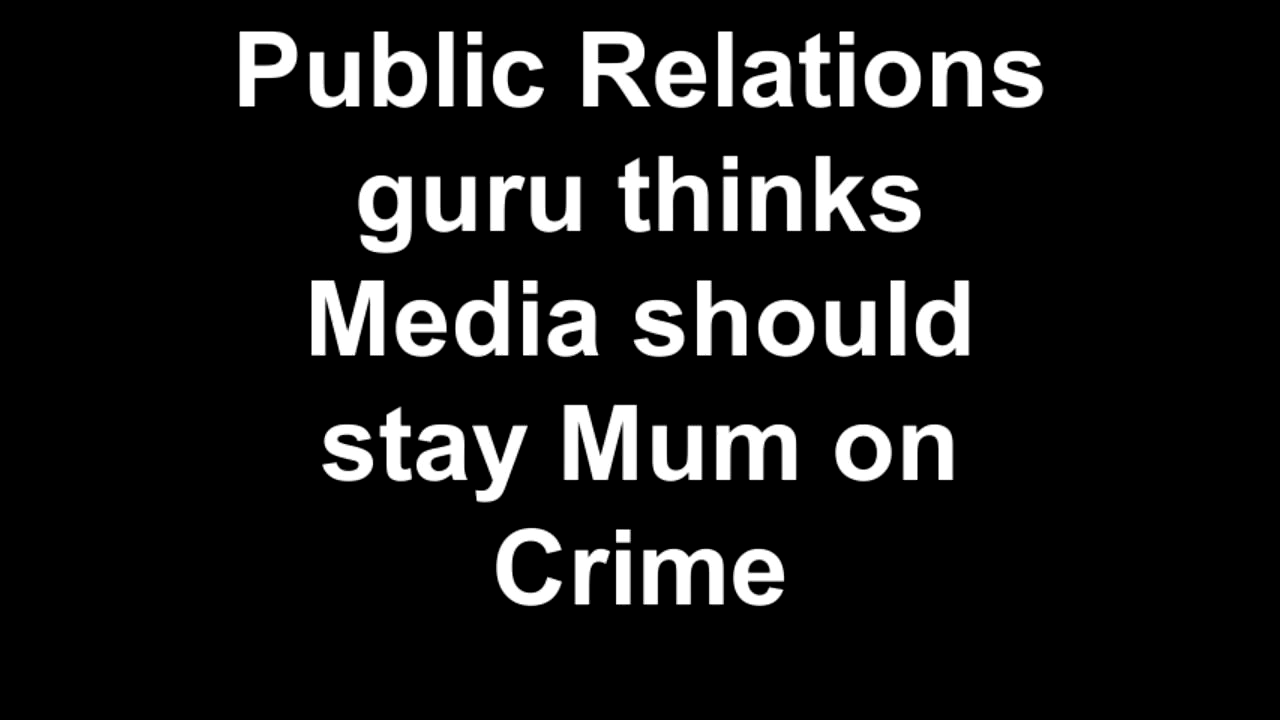 Public Relations
guru thinks
Media should
stay Mum on
Crime